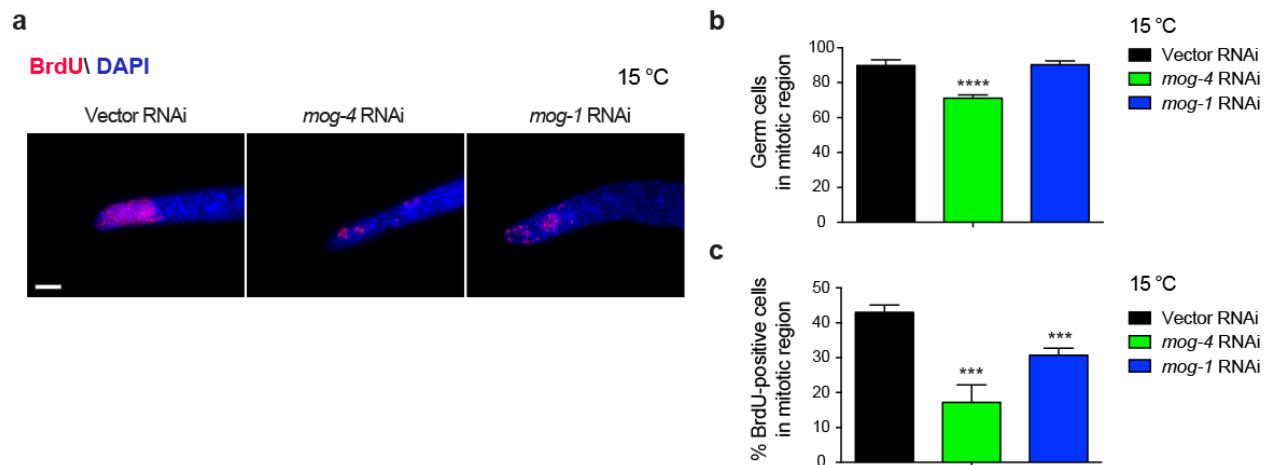 a
BrdU\ DAPI
15 °C
Vector RNAi
mog-4 RNAi
mog-1 RNAi
b
15 °C
Germ cells
in mitotic region
100
80
60
40
20
0
****
Vector RNAi
mog-4 RNAi
mog-1 RNAi
c
15 °C
% BrdU-positive cells
in mitotic region
50
40
30
20
10
0
***
***
Vector RNAi
mog-4 RNAi
mog-1 RNAi